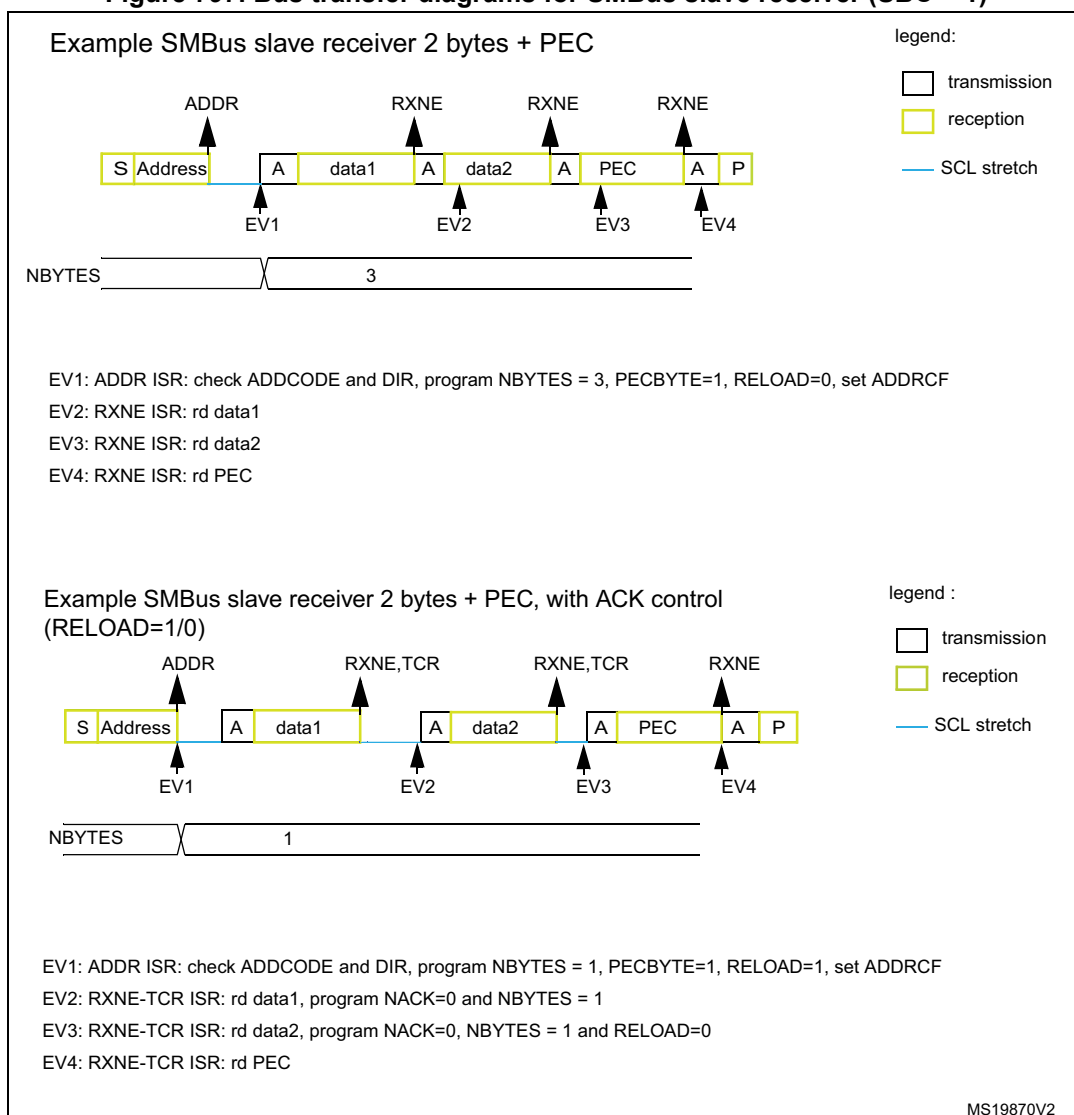 Example SMBus slave receiver 2 bytes + PEC
legend:
transmission
reception
SCL stretch
ADDR RXNE RXNE RXNE
S Address A data1 A data2 A PEC A P
EV1 EV2 EV3 EV4
NBYTES 3
EV1: ADDR ISR: check ADDCODE and DIR, program NBYTES = 3, PECBYTE=1, RELOAD=0, set ADDRCF
EV2: RXNE ISR: rd data1
EV3: RXNE ISR: rd data2
EV4: RXNE ISR: rd PEC
Example SMBus slave receiver 2 bytes + PEC, with ACK control
(RELOAD=1/0)
legend :
transmission
reception
SCL stretch
ADDR RXNE,TCR RXNE,TCR RXNE
S Address A data1 A data2 A PEC A P
EV1 EV2 EV3 EV4
NBYTES 1
EV1: ADDR ISR: check ADDCODE and DIR, program NBYTES = 1, PECBYTE=1, RELOAD=1, set ADDRCF
EV2: RXNE-TCR ISR: rd data1, program NACK=0 and NBYTES = 1
EV3: RXNE-TCR ISR: rd data2, program NACK=0, NBYTES = 1 and RELOAD=0
EV4: RXNE-TCR ISR: rd PEC
MS19870V2